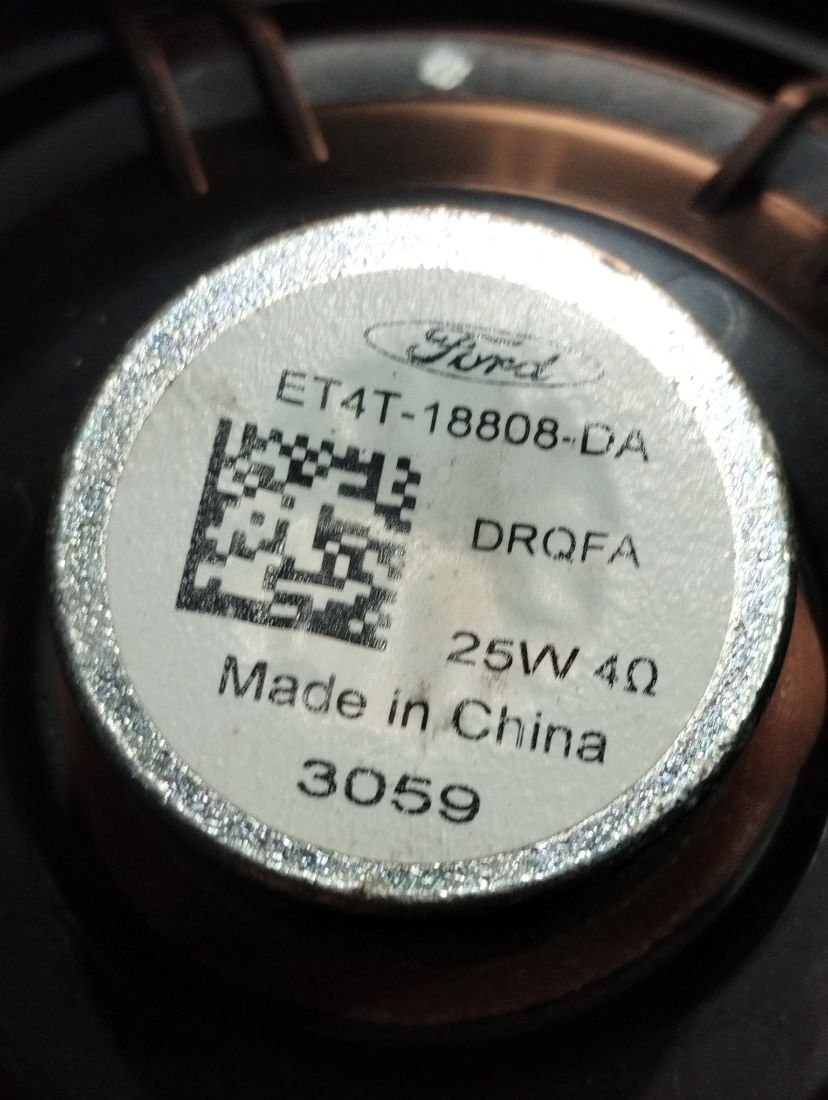 Ford
ET4T-18808-DA
DRQFA
25W 4Ω
Made in China
3059